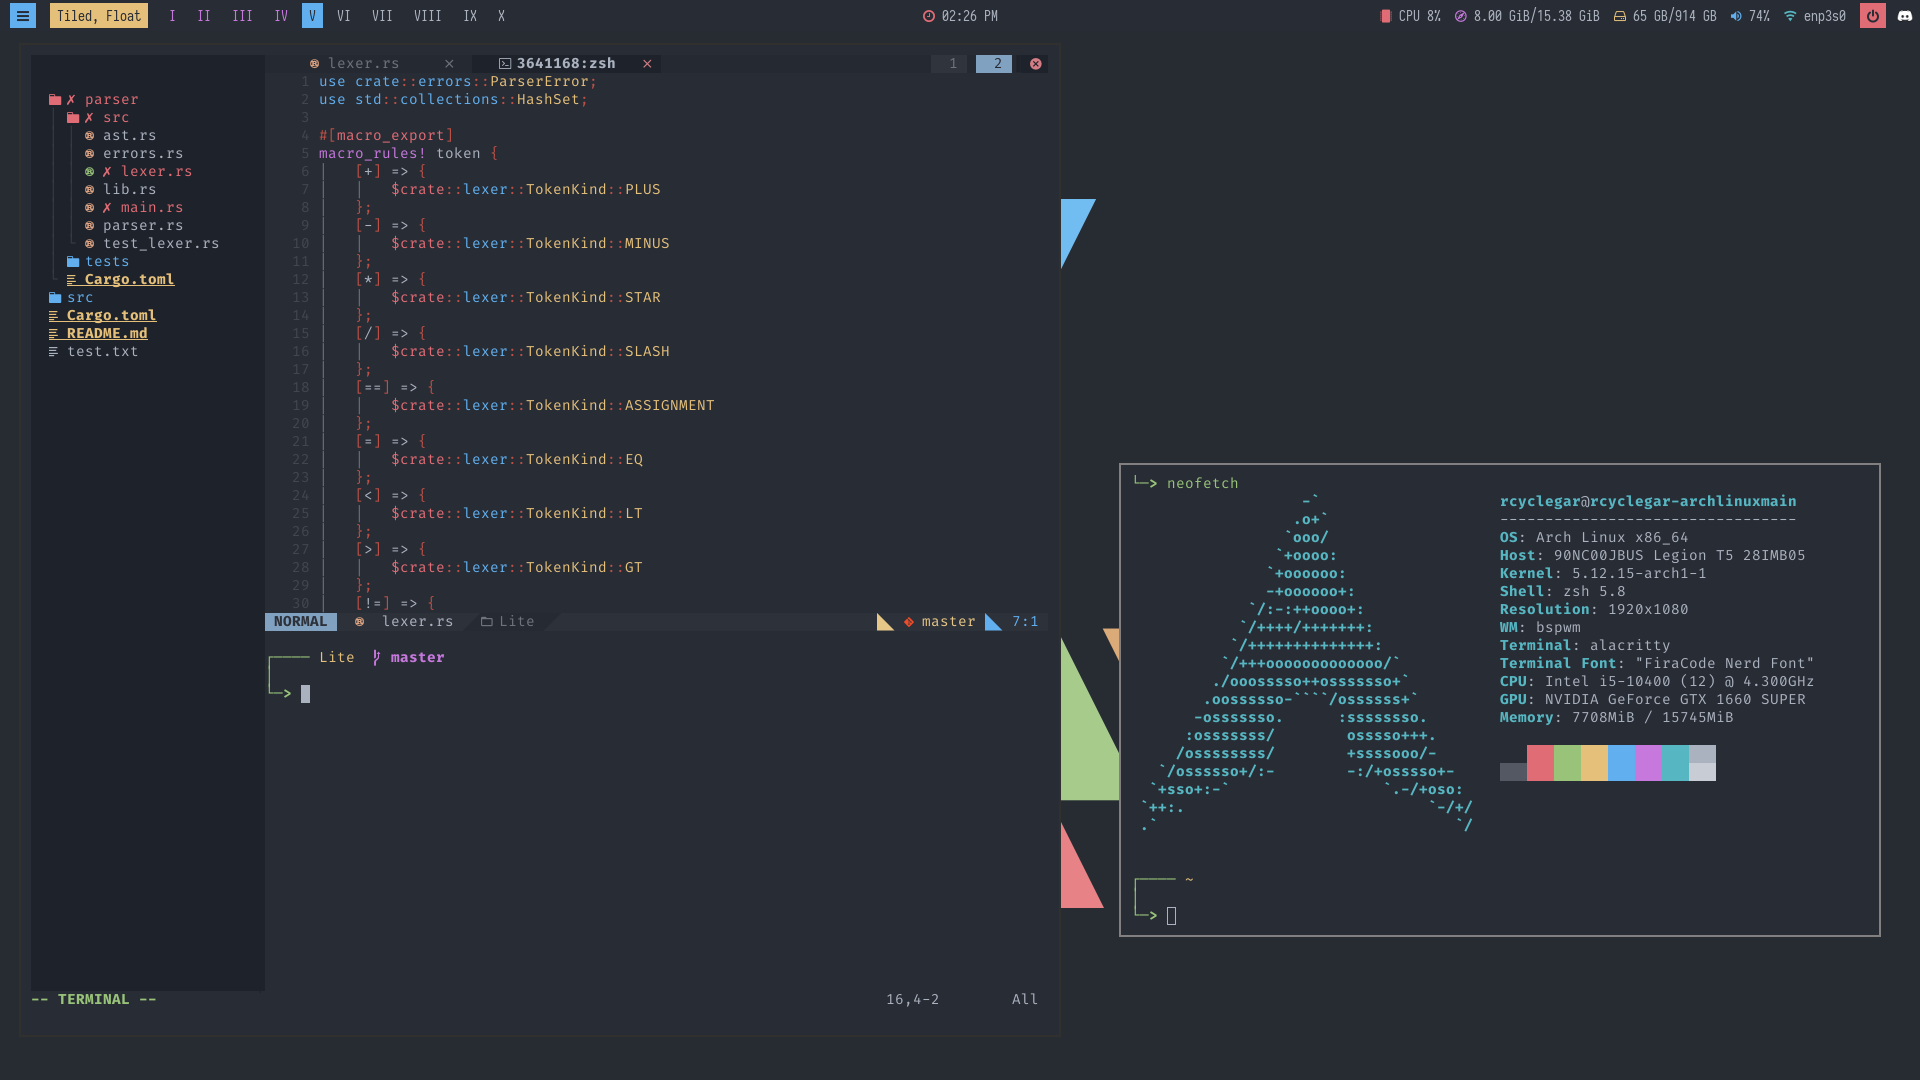 Tiled, Float I II III IV V VI VII VIII IX X 02:26 PM CPU 8% 8.00 GiB/15.38 GiB 65 GB/914 GB 74% enp3s0
lexer.rs × 3641168:zsh × 1 2
✗ parser
✗ src
ast.rs
errors.rs
✗ lexer.rs
lib.rs
✗ main.rs
parser.rs
test_lexer.rs
tests
Cargo.toml
src
Cargo.toml
README.md
test.txt
1 use crate::errors::ParserError;
2 use std::collections::HashSet;
3
4 #[macro_export]
5 macro_rules! token {
6 [+] => {
7 $crate::lexer::TokenKind::PLUS
8 };
9 [-] => {
10 $crate::lexer::TokenKind::MINUS
11 };
12 [*] => {
13 $crate::lexer::TokenKind::STAR
14 };
15 [/] => {
16 $crate::lexer::TokenKind::SLASH
17 };
18 [==] => {
19 $crate::lexer::TokenKind::ASSIGNMENT
20 };
21 [=] => {
22 $crate::lexer::TokenKind::EQ
23 };
24 [<] => {
25 $crate::lexer::TokenKind::LT
26 };
27 [>] => {
28 $crate::lexer::TokenKind::GT
29 };
30 [!=] => {
NORMAL lexer.rs Lite master 7:1
Lite master
└─>
-- TERMINAL -- 16,4-2 All
└─> neofetch
-`
.o+`
`ooo/
`+oooo:
`+oooooo:
-+oooooo+:
`/:-:++oooo+:
`/++++/+++++++:
`/++++++++++++++:
`/+++ooooooooooooo/`
./ooosssso++osssssso+`
.oossssso-````/ossssss+`
-osssssso. :ssssssso.
:osssssss/ osssso+++.
/ossssssss/ +ssssooo/-
`/ossssso+/:- -:/+osssso+-
`+sso+:-` `.-/+oso:
`++:. `-/+/
.` `/
rcyclegar@rcyclegar-archlinuxmain
---------------------------------
OS: Arch Linux x86_64
Host: 90NC00JBUS Legion T5 28IMB05
Kernel: 5.12.15-arch1-1
Shell: zsh 5.8
Resolution: 1920x1080
WM: bspwm
Terminal: alacritty
Terminal Font: "FiraCode Nerd Font"
CPU: Intel i5-10400 (12) @ 4.300GHz
GPU: NVIDIA GeForce GTX 1660 SUPER
Memory: 7708MiB / 15745MiB
~
└─>